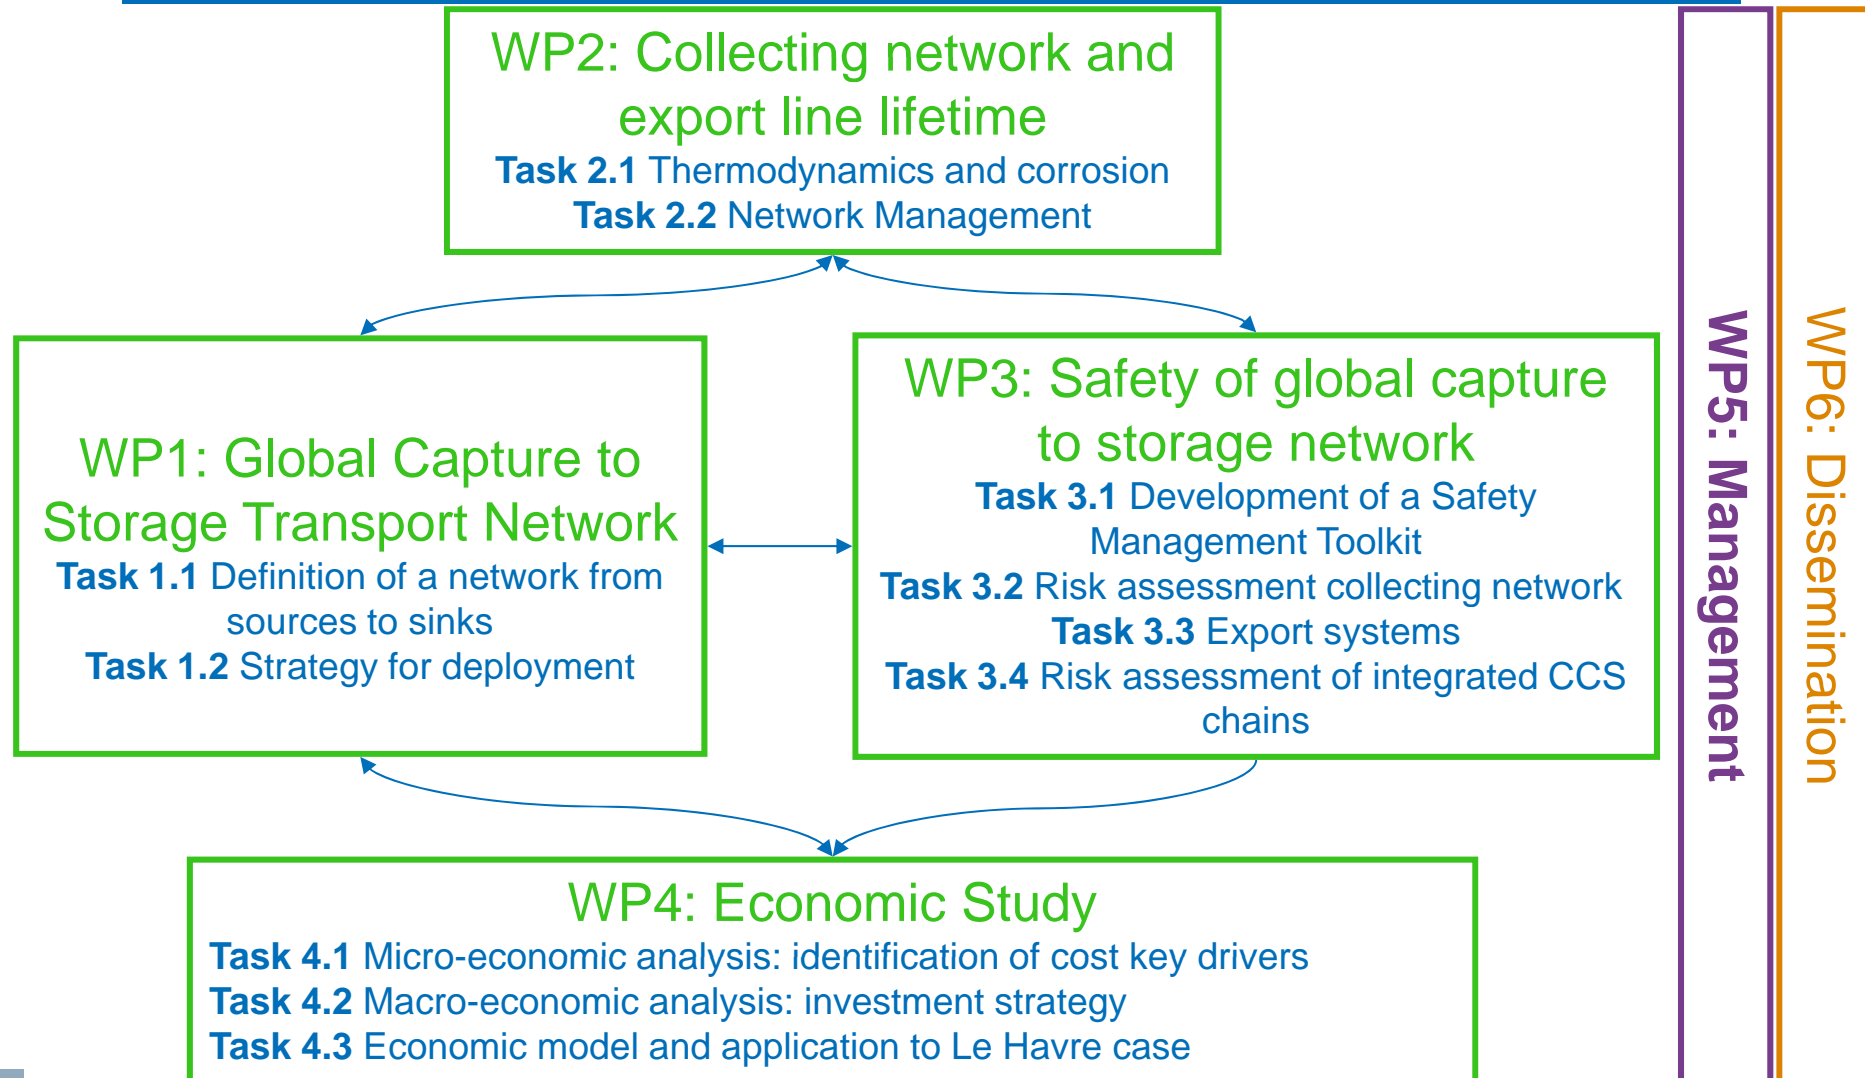 WP2: Collecting network and
export line lifetime
Task 2.1 Thermodynamics and corrosion
Task 2.2 Network Management
WP1: Global Capture to
Storage Transport Network
Task 1.1 Definition of a network from
sources to sinks
Task 1.2 Strategy for deployment
WP3: Safety of global capture
to storage network
Task 3.1 Development of a Safety
Management Toolkit
Task 3.2 Risk assessment collecting network
Task 3.3 Export systems
Task 3.4 Risk assessment of integrated CCS
chains
WP4: Economic Study
Task 4.1 Micro-economic analysis: identification of cost key drivers
Task 4.2 Macro-economic analysis: investment strategy
Task 4.3 Economic model and application to Le Havre case
WP5: Management
WP6: Dissemination